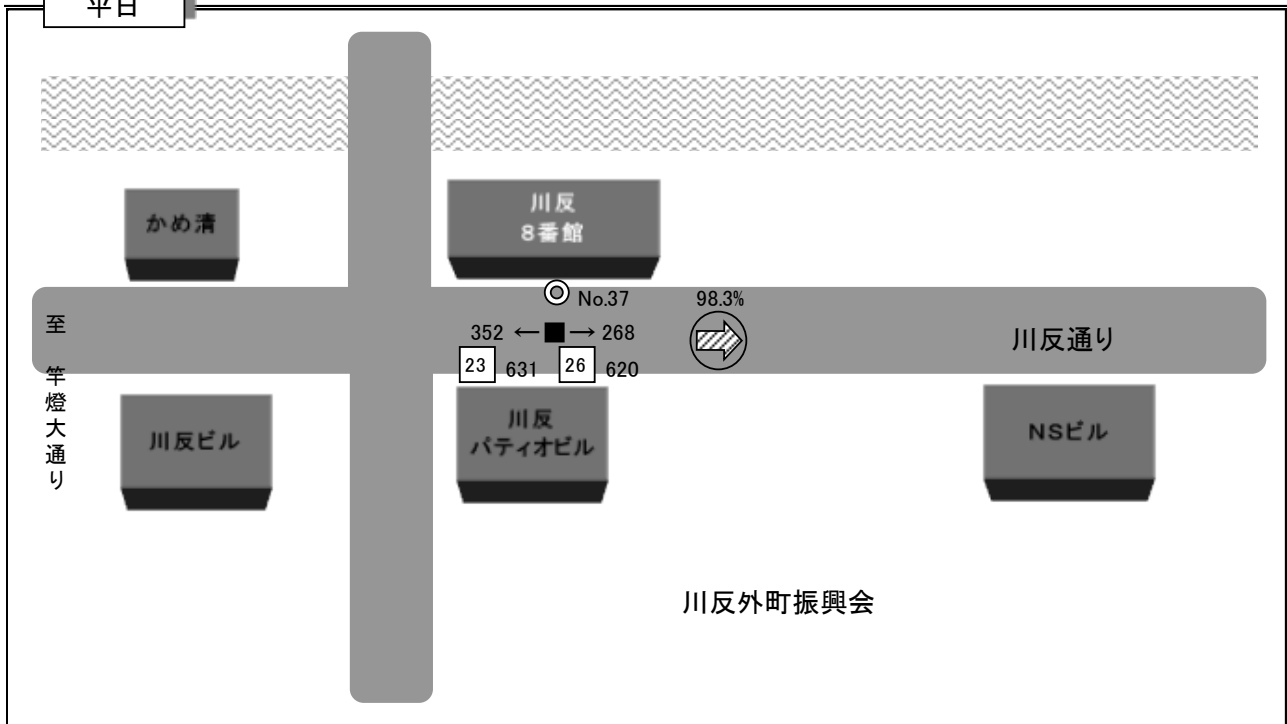 平日
かめ清
川反
8番館
No.37
98.3%
至 竿燈大通り
352 ←■→ 268
川反通り
23 631 26 620
川反ビル
川反
パティオビル
NSビル
川反外町振興会